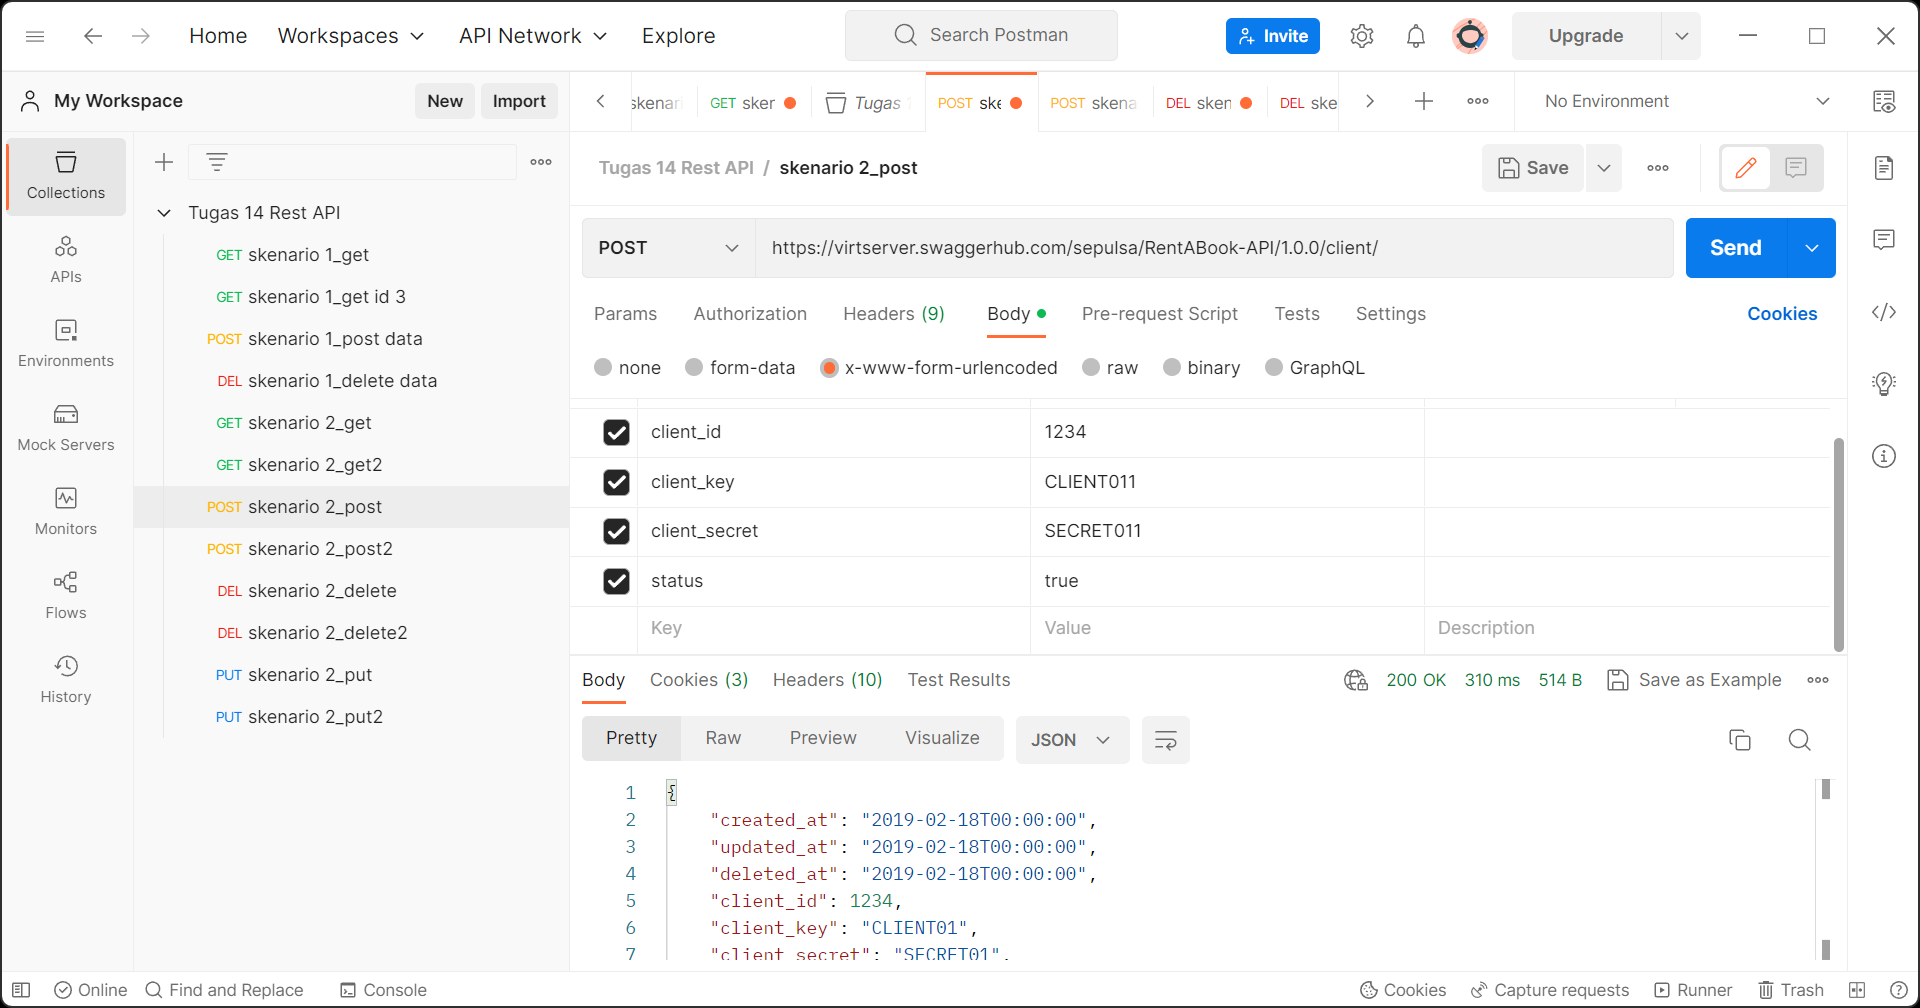 Home Workspaces API Network Explore Search Postman Invite Upgrade
My Workspace New Import
skenari GET sker Tugas POST ske POST skena DEL sken DEL ske No Environment
Collections
APIs
Environments
Mock Servers
Monitors
Flows
History
Tugas 14 Rest API
GET skenario 1_get
GET skenario 1_get id 3
POST skenario 1_post data
DEL skenario 1_delete data
GET skenario 2_get
GET skenario 2_get2
POST skenario 2_post
POST skenario 2_post2
DEL skenario 2_delete
DEL skenario 2_delete2
PUT skenario 2_put
PUT skenario 2_put2
Tugas 14 Rest API / skenario 2_post Save
POST https://virtserver.swaggerhub.com/sepulsa/RentABook-API/1.0.0/client/ Send
Params Authorization Headers (9) Body Pre-request Script Tests Settings Cookies
none form-data x-www-form-urlencoded raw binary GraphQL
client_id 1234
client_key CLIENT011
client_secret SECRET011
status true
Key Value Description
Body Cookies (3) Headers (10) Test Results 200 OK 310 ms 514 B Save as Example
Pretty Raw Preview Visualize JSON
1 {
2 "created_at": "2019-02-18T00:00:00",
3 "updated_at": "2019-02-18T00:00:00",
4 "deleted_at": "2019-02-18T00:00:00",
5 "client_id": 1234,
6 "client_key": "CLIENT01",
7 "client_secret": "SECRET01",
Online Find and Replace Console Cookies Capture requests Runner Trash